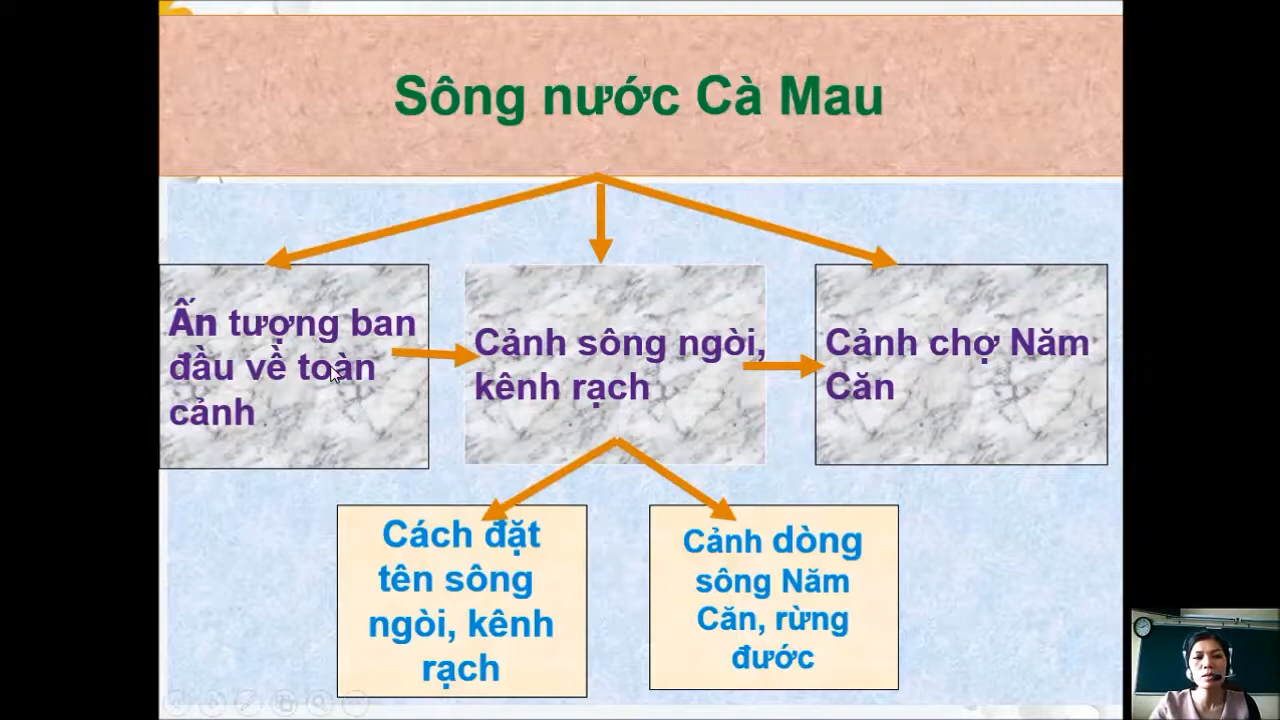 Sông nước Cà Mau
Ấn tượng ban
đầu về toàn
cảnh
Cảnh sông ngòi,
kênh rạch
Cảnh chợ Năm
Căn
Cách đặt
tên sông
ngòi, kênh
rạch
Cảnh dòng
sông Năm
Căn, rừng
đước